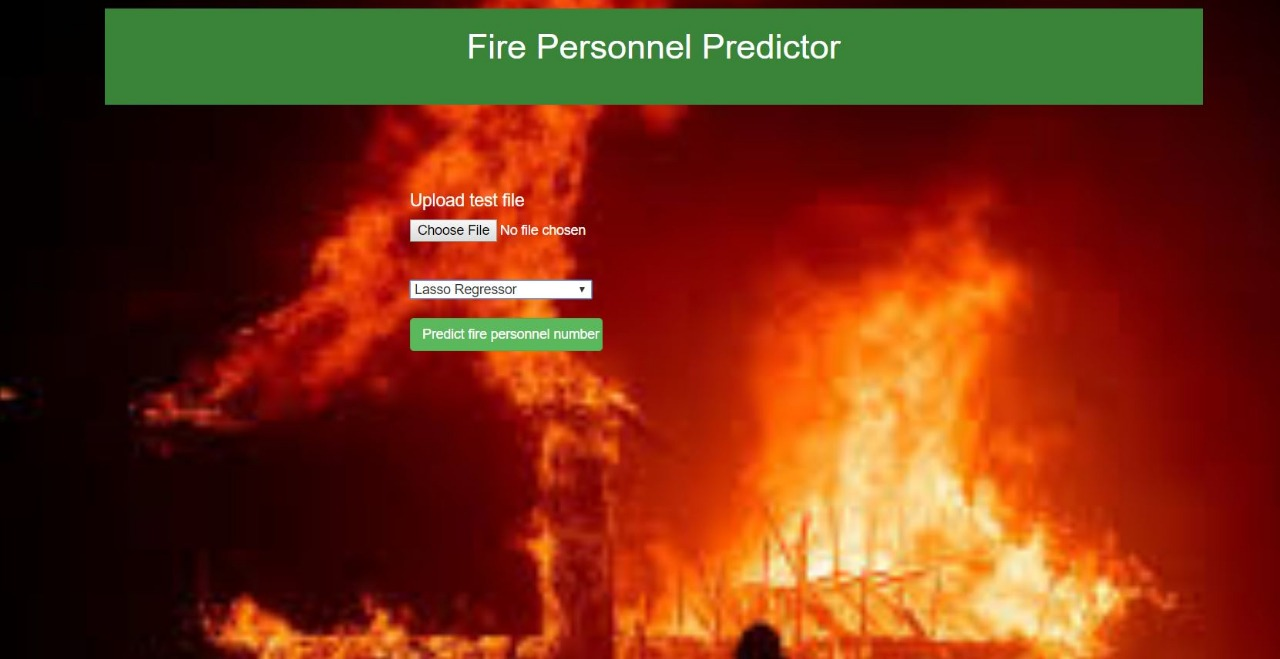 Fire Personnel Predictor
Upload test file
Choose File No file chosen
Lasso Regressor
Predict fire personnel number